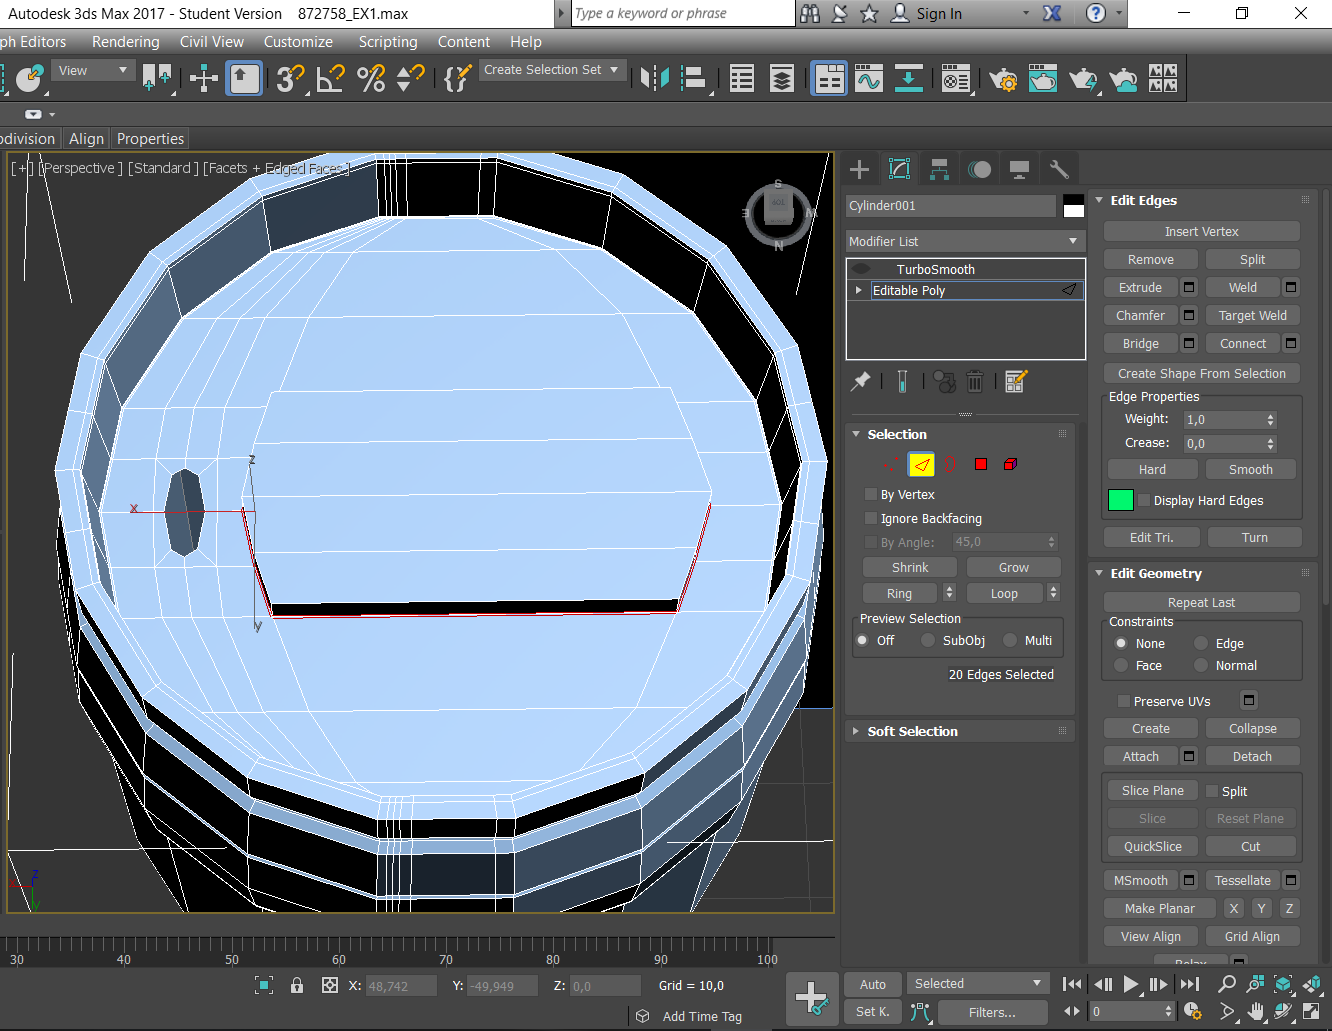 Autodesk 3ds Max 2017 - Student Version 872758_EX1.max
Type a keyword or phrase
Sign In
ph Editors Rendering Civil View Customize Scripting Content Help
View
Create Selection Set
odivision Align Properties
[ + ] [Perspective ] [Standard ] [Facets + Edged Faces ]
S
E
W
TOP
N
z
x
y
z
y
Cylinder001
Modifier List
TurboSmooth
Editable Poly
Selection
By Vertex
Ignore Backfacing
By Angle: 45,0
Shrink Grow
Ring Loop
Preview Selection
Off SubObj Multi
20 Edges Selected
Soft Selection
Edit Edges
Insert Vertex
Remove Split
Extrude Weld
Chamfer Target Weld
Bridge Connect
Create Shape From Selection
Edge Properties
Weight: 1,0
Crease: 0,0
Hard Smooth
Display Hard Edges
Edit Tri. Turn
Edit Geometry
Repeat Last
Constraints
None Edge
Face Normal
Preserve UVs
Create Collapse
Attach Detach
Slice Plane Split
Slice Reset Plane
QuickSlice Cut
MSmooth Tessellate
Make Planar X Y Z
View Align Grid Align
Relax
30 40 50 60 70 80 90 100
X: 48,742 Y: -49,949 Z: 0,0 Grid = 10,0
Add Time Tag
Auto Selected
Set K. Filters...
0